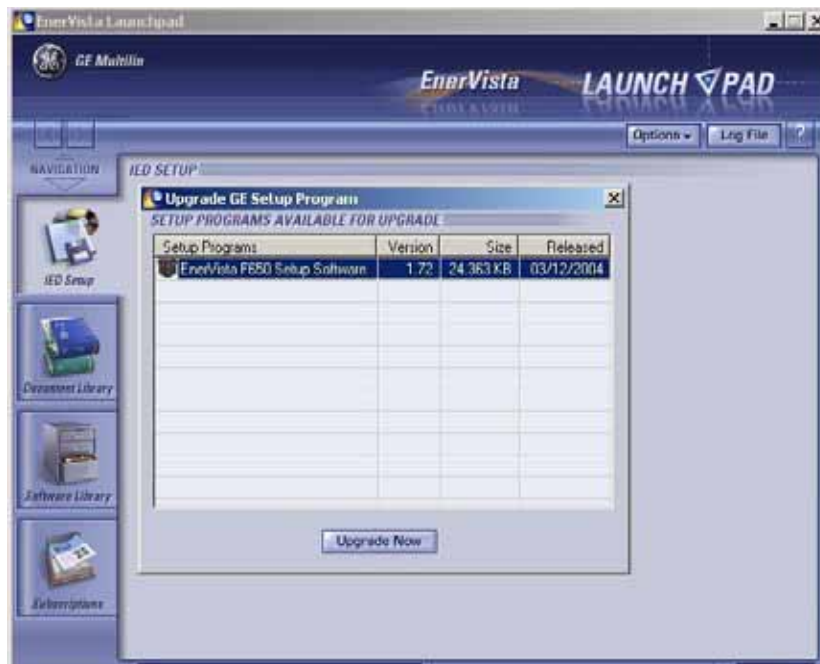 EnerVista Launchpad
GE Multilin
EnerVista LAUNCH PAD
Options Log File ?
NAVIGATION
IED SETUP
Upgrade GE Setup Program
SETUP PROGRAMS AVAILABLE FOR UPGRADE
Setup Programs Version Size Released
EnerVista F650 Setup Software 1.72 24.363 KB 03/12/2004
IED Setup
Document Library
Software Library
Subscriptions
Upgrade Now